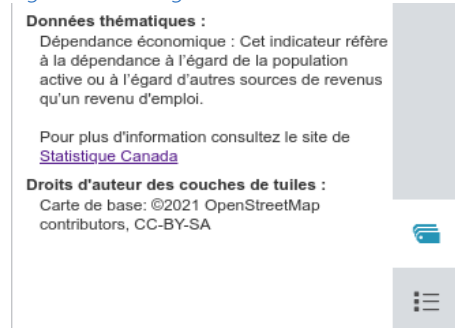 Données thématiques :
Dépendance économique : Cet indicateur réfère
à la dépendance à l'égard de la population
active ou à l'égard d'autres sources de revenus
qu'un revenu d'emploi.
Pour plus d'information consultez le site de
Statistique Canada
Droits d'auteur des couches de tuiles :
Carte de base: ©2021 OpenStreetMap
contributors, CC-BY-SA